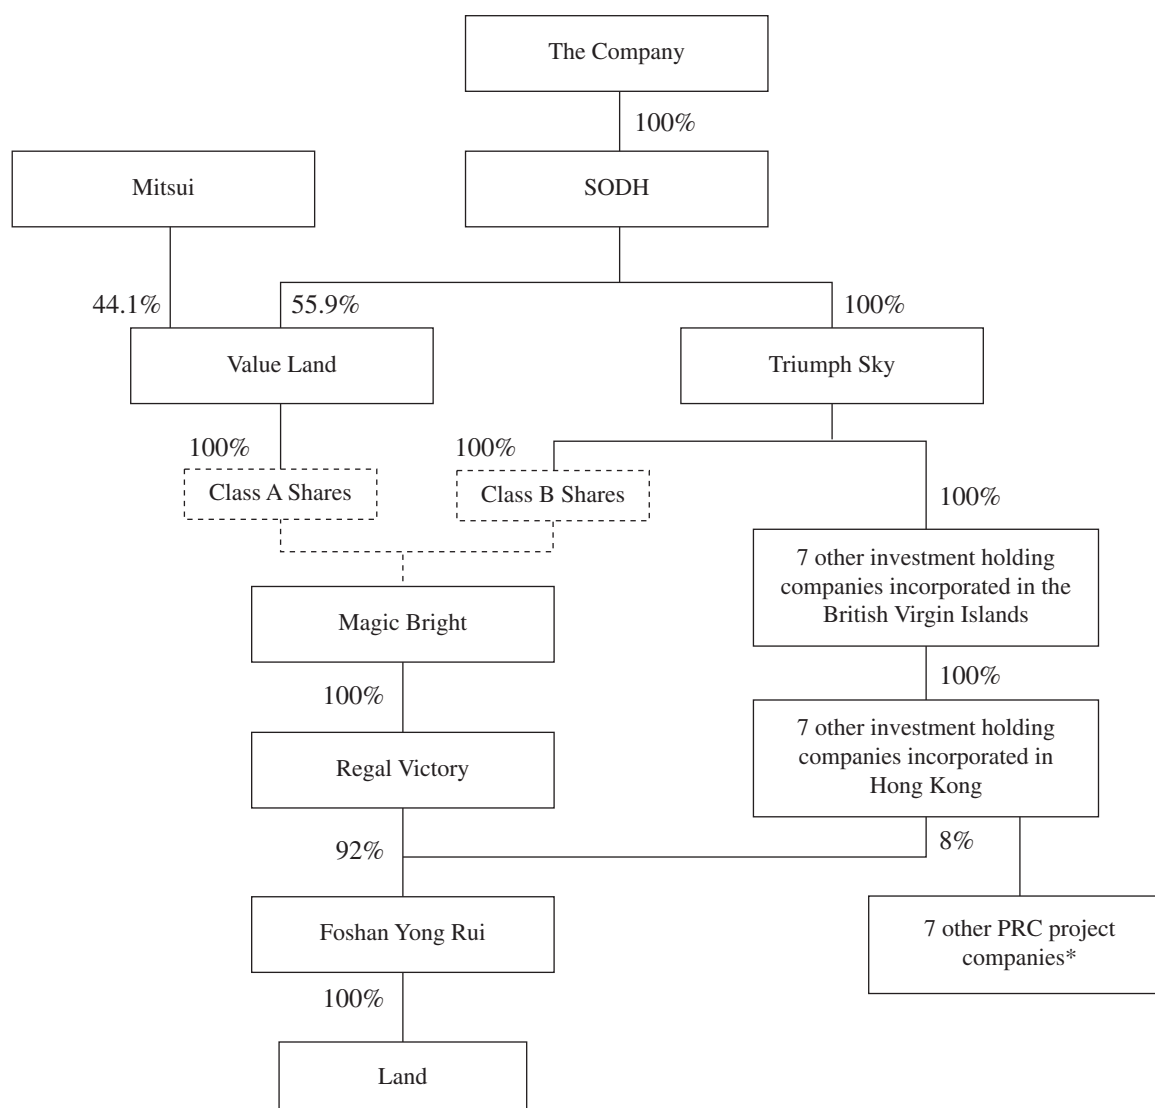 The Company
100%
Mitsui
SODH
44.1%
55.9%
100%
Value Land
Triumph Sky
100%
100%
Class A Shares
Class B Shares
100%
7 other investment holding
companies incorporated in the
British Virgin Islands
Magic Bright
100%
100%
7 other investment holding
companies incorporated in
Hong Kong
Regal Victory
92%
8%
Foshan Yong Rui
7 other PRC project
companies*
100%
Land